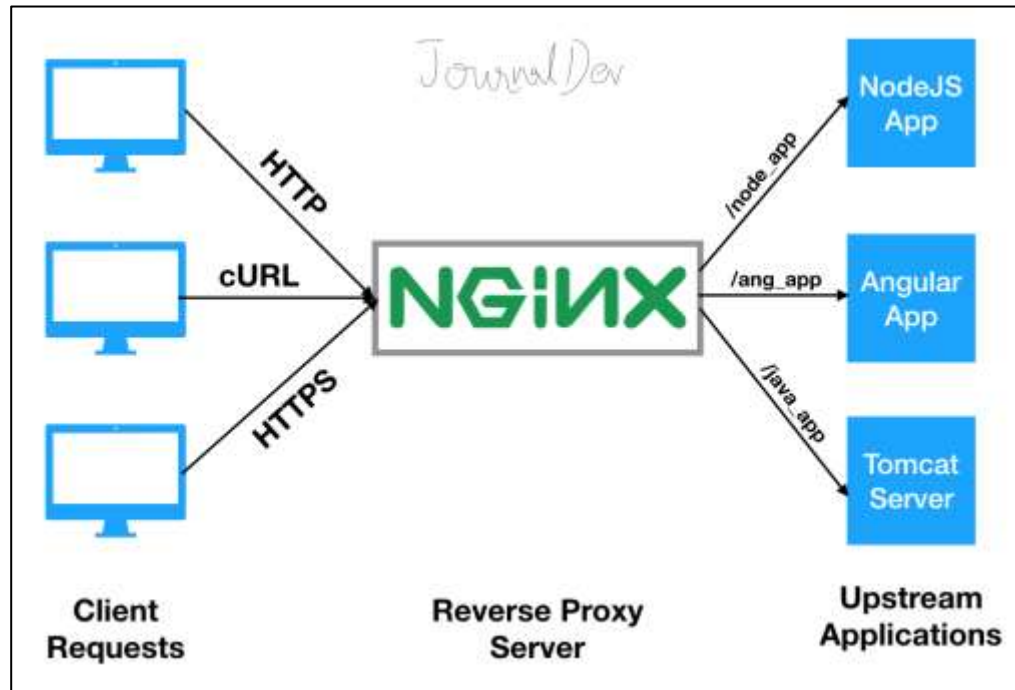 JournalDev
NodeJS
App
HTTP
/node_app
cURL
NGiNX
/ang_app
Angular
App
HTTPS
/java_app
Tomcat
Server
Client
Requests
Reverse Proxy
Server
Upstream
Applications